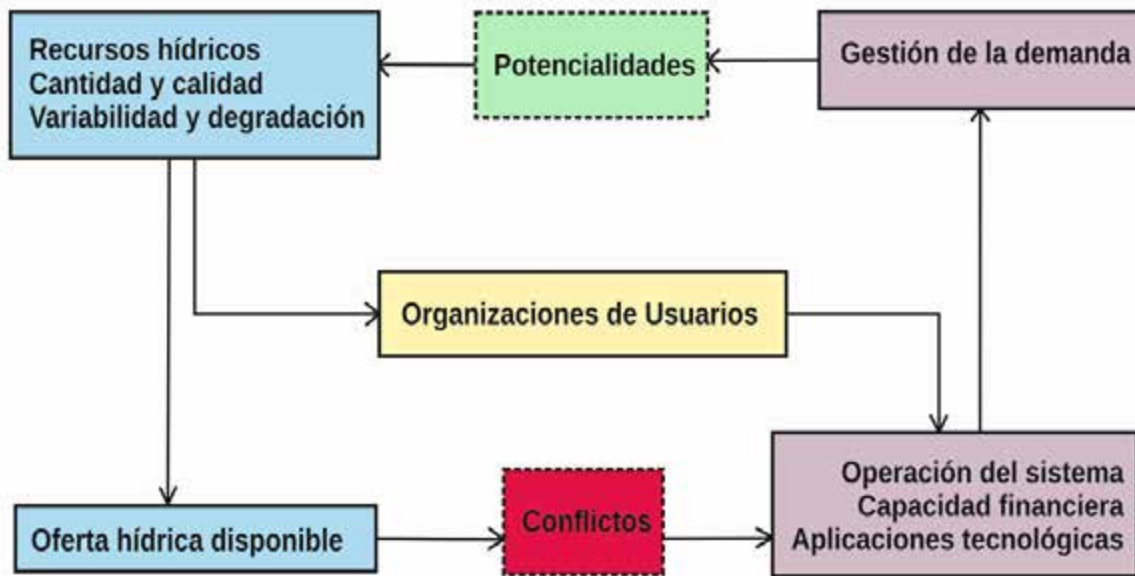 Recursos hídricos
Cantidad y calidad
Variabilidad y degradación
Potencialidades
Gestión de la demanda
Organizaciones de Usuarios
Oferta hídrica disponible
Conflictos
Operación del sistema
Capacidad financiera
Aplicaciones tecnológicas